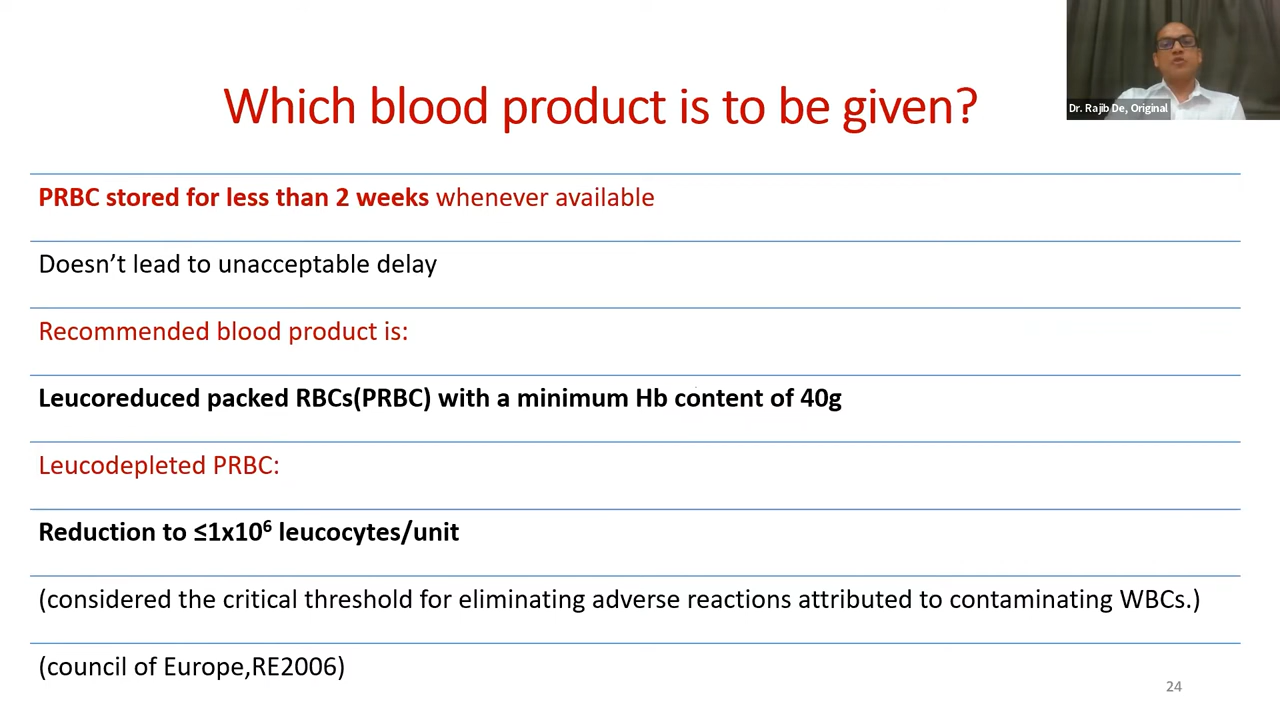 Dr. Rajib De, Original
Which blood product is to be given?
PRBC stored for less than 2 weeks whenever available
Doesn’t lead to unacceptable delay
Recommended blood product is:
Leucoreduced packed RBCs(PRBC) with a minimum Hb content of 40g
Leucodepleted PRBC:
Reduction to ≤1x10⁶ leucocytes/unit
(considered the critical threshold for eliminating adverse reactions attributed to contaminating WBCs.)
(council of Europe,RE2006)
24